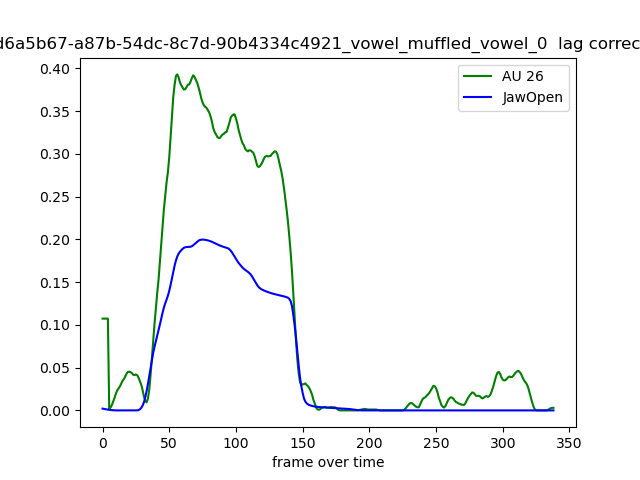 d6a5b67-a87b-54dc-8c7d-90b4334c4921_vowel_muffled_vowel_0  lag correc
AU 26
JawOpen
0.40
0.35
0.30
0.25
0.20
0.15
0.10
0.05
0.00
0 50 100 150 200 250 300 350
frame over time